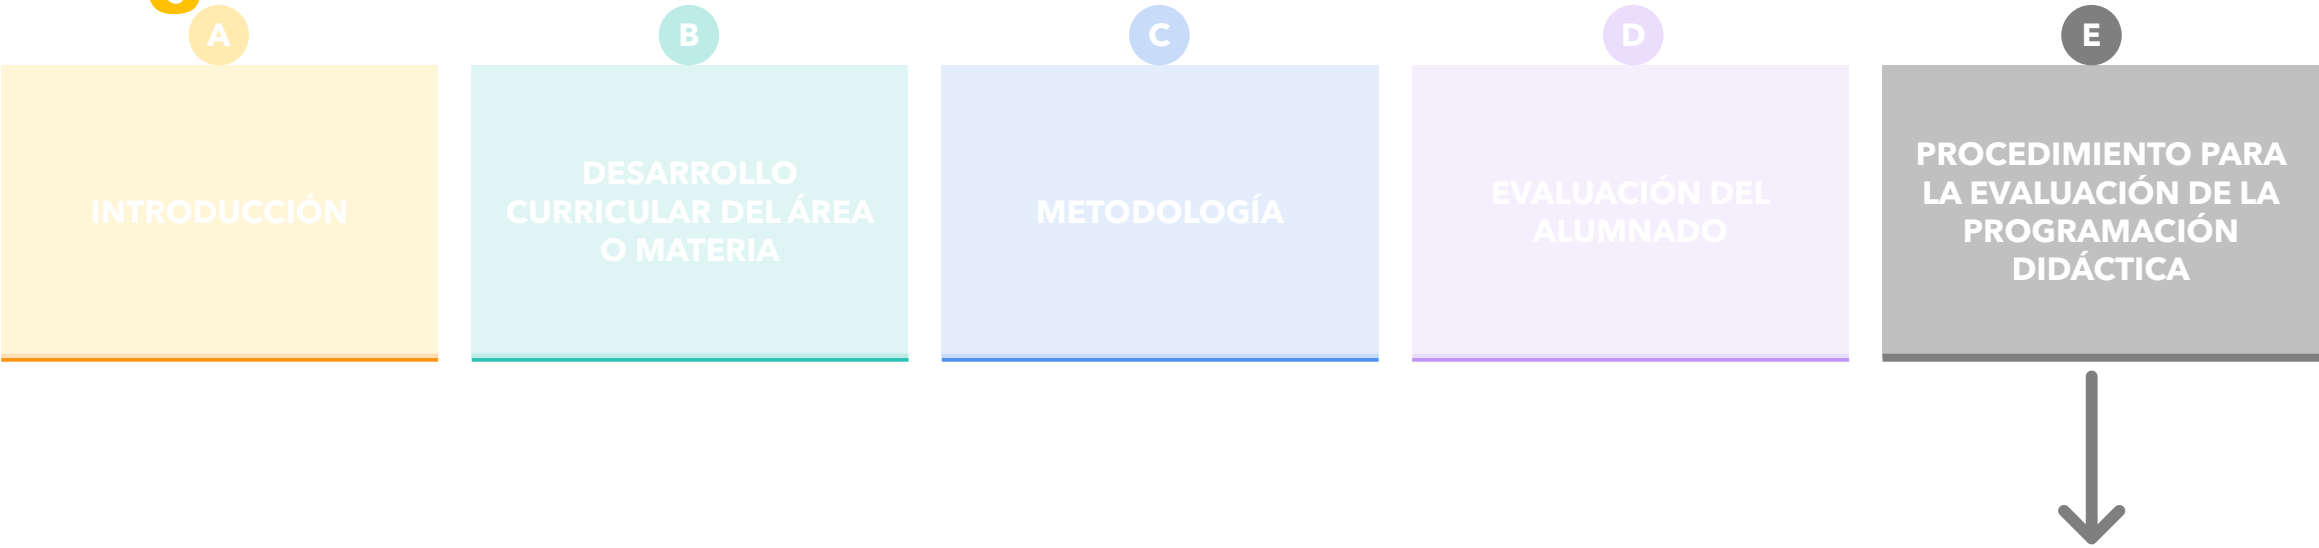 A
INTRODUCCIÓN
B
DESARROLLO
CURRICULAR DEL ÁREA
O MATERIA
C
METODOLOGÍA
D
EVALUACIÓN DEL
ALUMNADO
E
PROCEDIMIENTO PARA
LA EVALUACIÓN DE LA
PROGRAMACIÓN
DIDÁCTICA